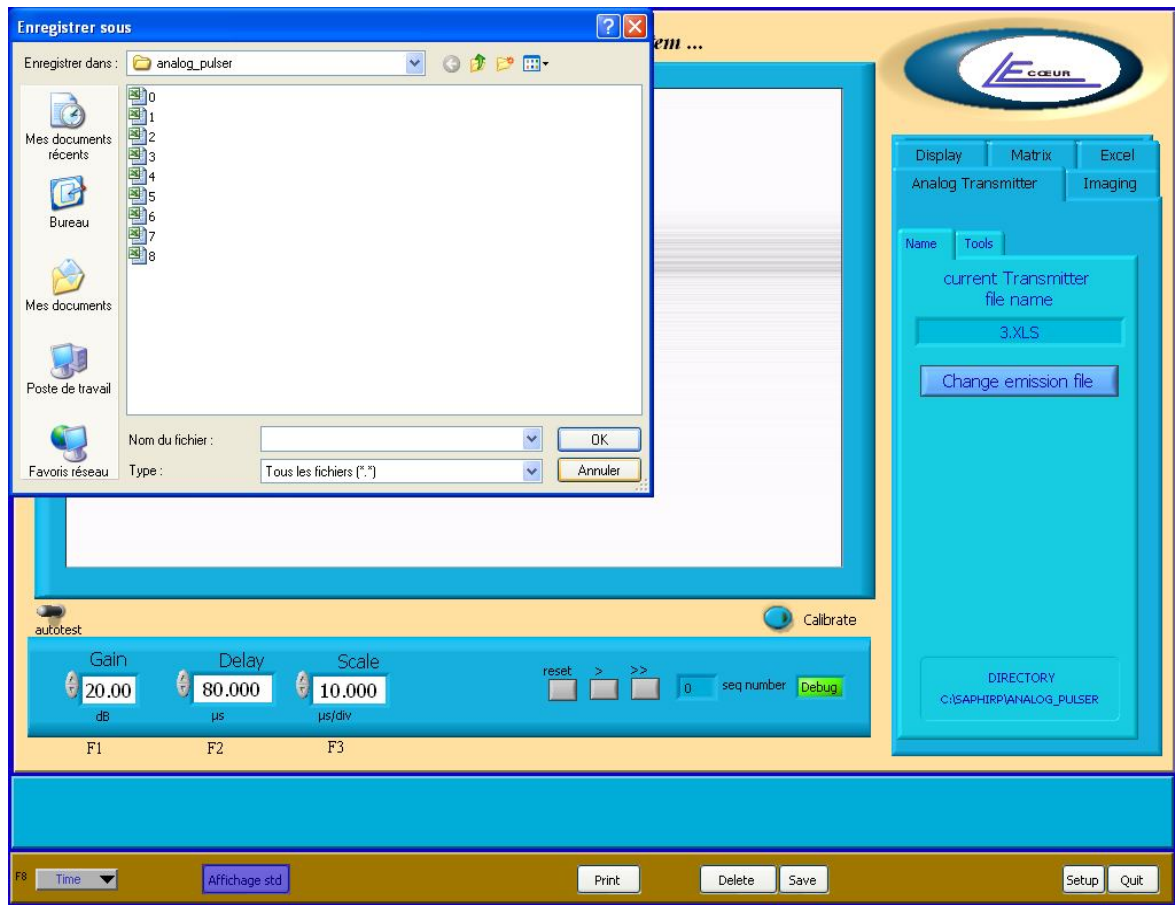 Enregistrer sous
Enregistrer dans :
analog_pulser
Mes documents
récents
Bureau
Mes documents
Poste de travail
Favoris réseau
0
1
2
3
4
5
6
7
8
Nom du fichier :
OK
Type :
Tous les fichiers (*.*)
Annuler
tem ...
LECŒUR
Display Matrix Excel
Analog Transmitter Imaging
Name Tools
current Transmitter
file name
3.XLS
Change emission file
DIRECTORY
C:\SAPHIRP\ANALOG_PULSER
autotest
Calibrate
Gain Delay Scale
20.00 80.000 10.000
dB µs µs/div
F1 F2 F3
reset > >>
0 seq number Debug
F8 Time Affichage std Print Delete Save Setup Quit